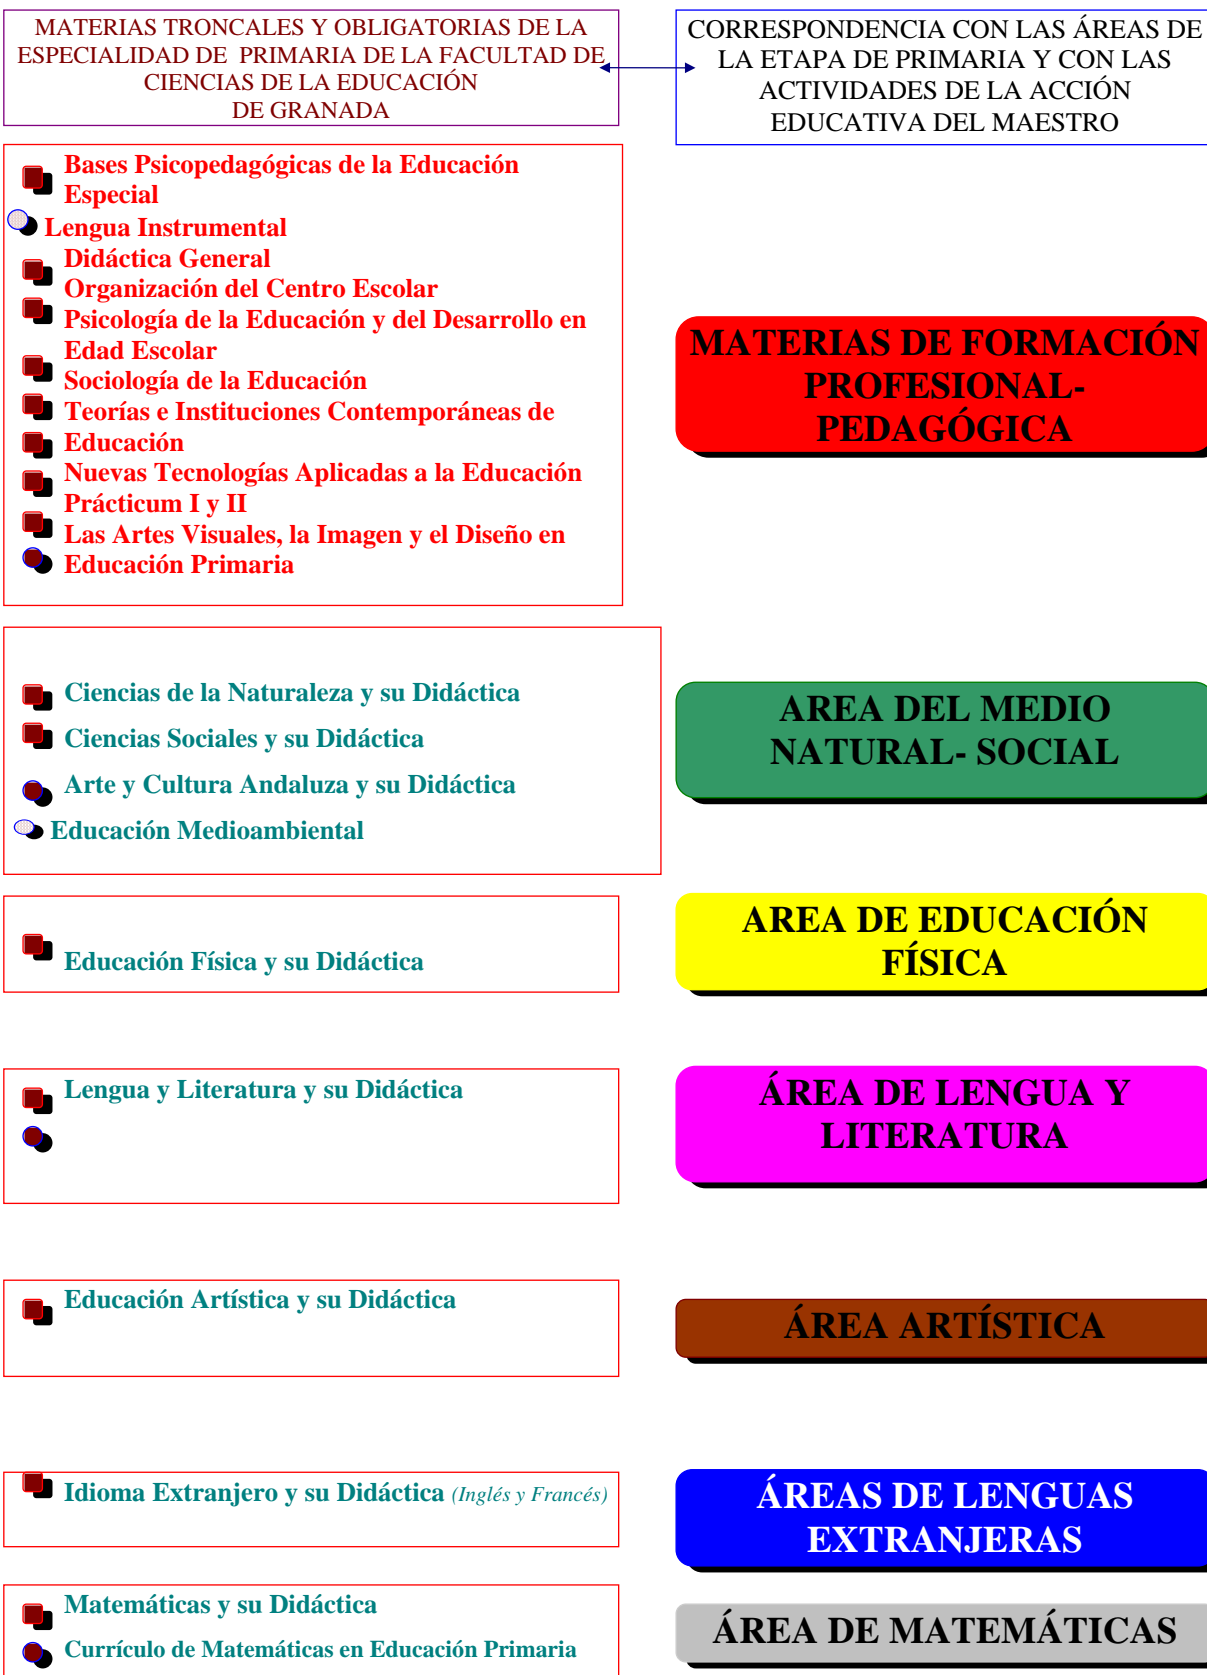 MATERIAS TRONCALES Y OBLIGATORIAS DE LA
ESPECIALIDAD DE PRIMARIA DE LA FACULTAD DE
CIENCIAS DE LA EDUCACIÓN
DE GRANADA
CORRESPONDENCIA CON LAS ÁREAS DE
LA ETAPA DE PRIMARIA Y CON LAS
ACTIVIDADES DE LA ACCIÓN
EDUCATIVA DEL MAESTRO
Bases Psicopedagógicas de la Educación
Especial
Lengua Instrumental
Didáctica General
Organización del Centro Escolar
Psicología de la Educación y del Desarrollo en
Edad Escolar
Sociología de la Educación
Teorías e Instituciones Contemporáneas de
Educación
Nuevas Tecnologías Aplicadas a la Educación
Prácticum I y II
Las Artes Visuales, la Imagen y el Diseño en
Educación Primaria
MATERIAS DE FORMACIÓN
PROFESIONAL-
PEDAGÓGICA
Ciencias de la Naturaleza y su Didáctica
Ciencias Sociales y su Didáctica
Arte y Cultura Andaluza y su Didáctica
Educación Medioambiental
AREA DEL MEDIO
NATURAL- SOCIAL
Educación Física y su Didáctica
AREA DE EDUCACIÓN
FÍSICA
Lengua y Literatura y su Didáctica
ÁREA DE LENGUA Y
LITERATURA
Educación Artística y su Didáctica
ÁREA ARTÍSTICA
Idioma Extranjero y su Didáctica (Inglés y Francés)
ÁREAS DE LENGUAS
EXTRANJERAS
Matemáticas y su Didáctica
Currículo de Matemáticas en Educación Primaria
ÁREA DE MATEMÁTICAS